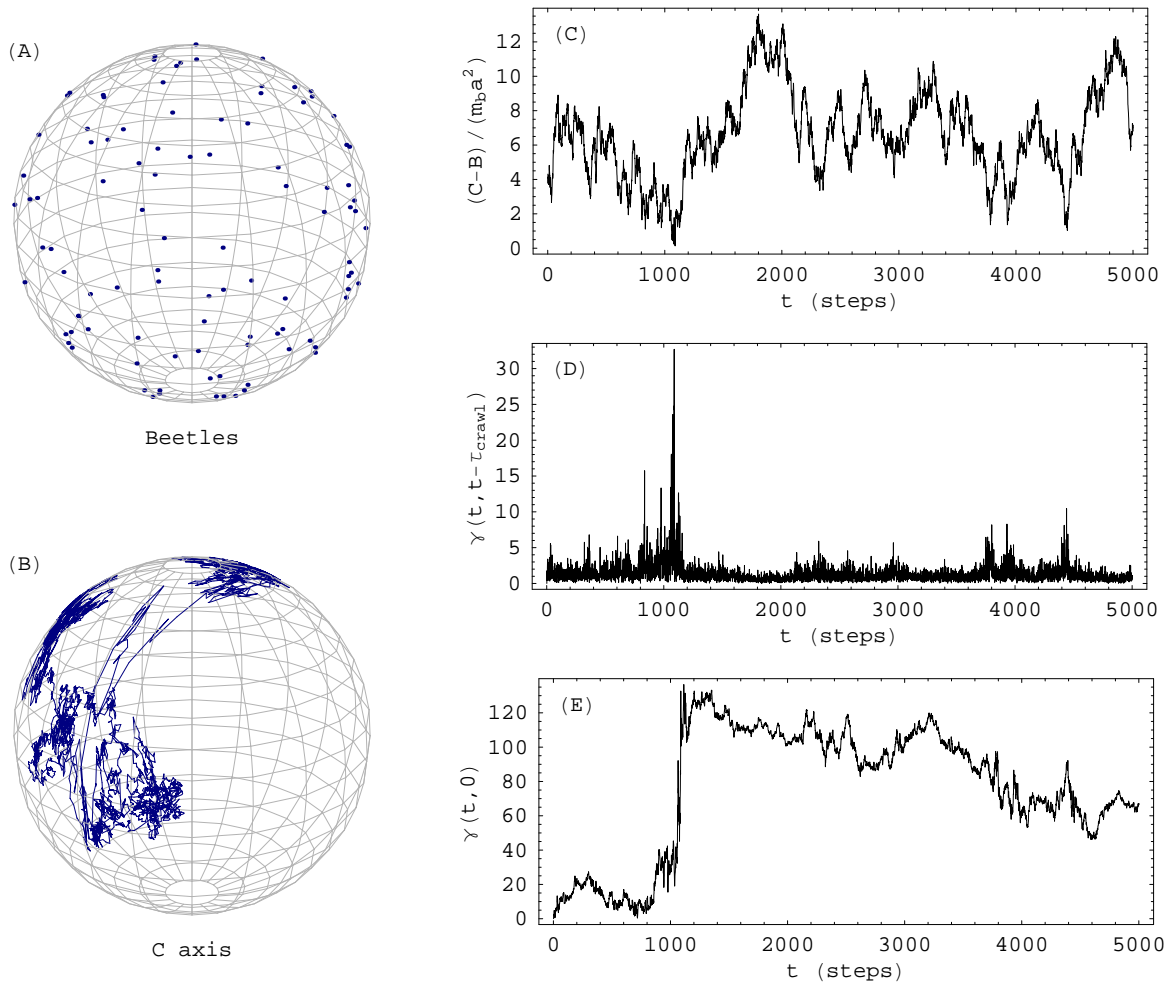 (A)
Beetles
(B)
C axis
(C)
(C-B)/(m_b a^2)
12
10
8
6
4
2
0
0 1000 2000 3000 4000 5000
t (steps)
(D)
γ(t,t-τ_crawl)
30
25
20
15
10
5
0
0 1000 2000 3000 4000 5000
t (steps)
(E)
γ(t,0)
120
100
80
60
40
20
0
0 1000 2000 3000 4000 5000
t (steps)